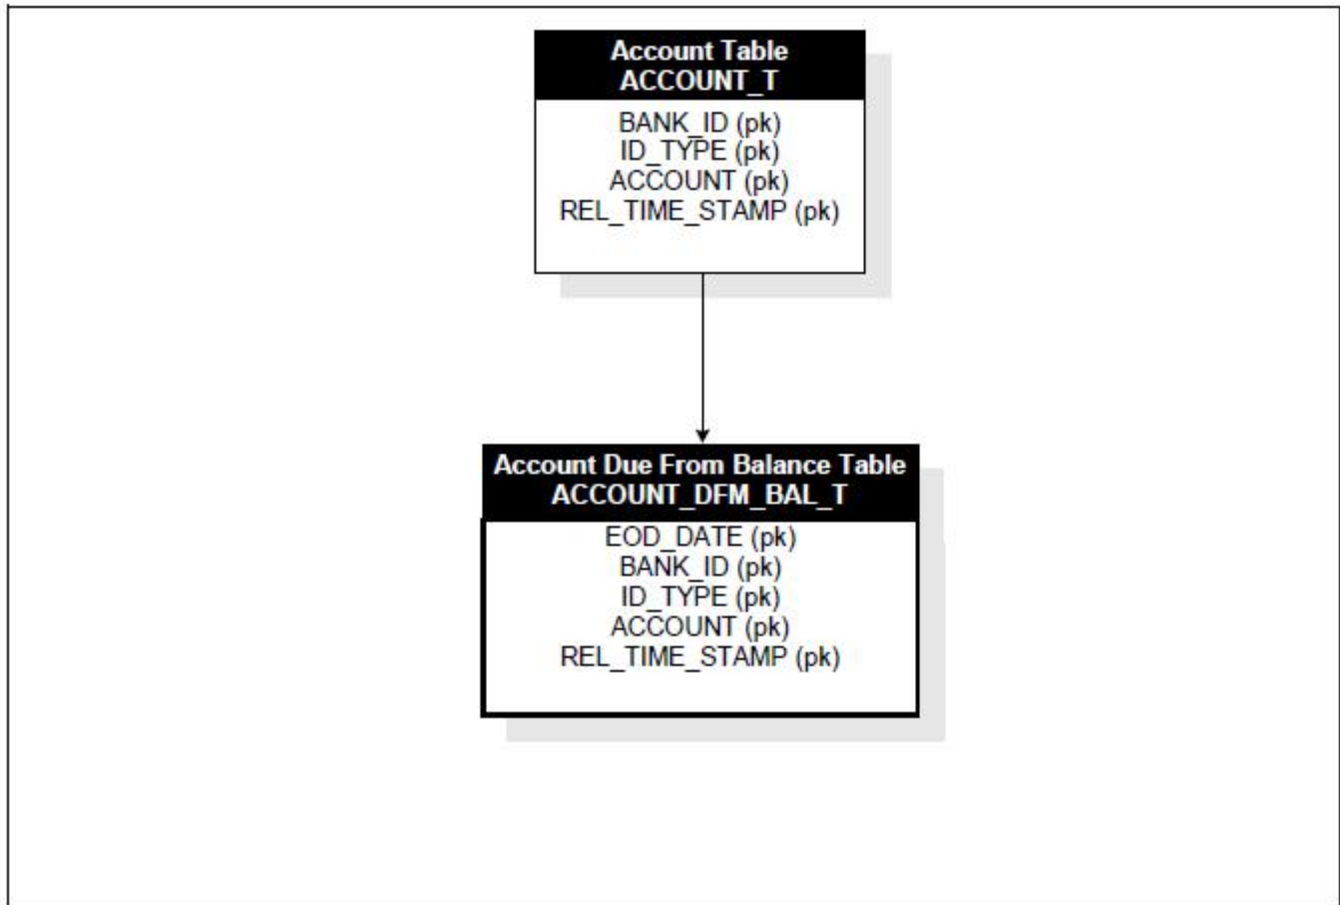 Account Table
ACCOUNT_T
BANK_ID (pk)
ID_TYPE (pk)
ACCOUNT (pk)
REL_TIME_STAMP (pk)
Account Due From Balance Table
ACCOUNT_DFM_BAL_T
EOD_DATE (pk)
BANK_ID (pk)
ID_TYPE (pk)
ACCOUNT (pk)
REL_TIME_STAMP (pk)